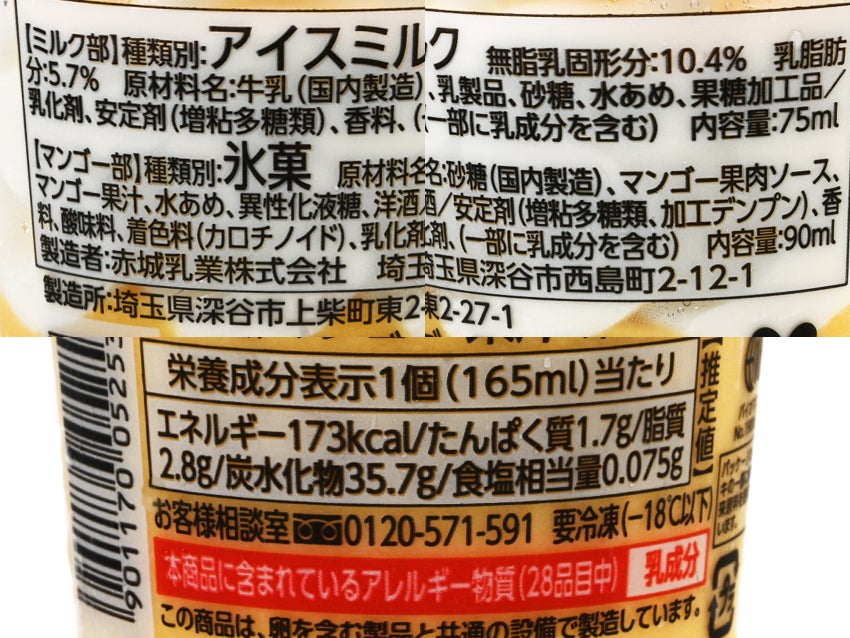 【ミルク部】種類別:アイスミルク 無脂乳固形分:10.4% 乳脂肪
分:5.7% 原材料名:牛乳(国内製造)、乳製品、砂糖、水あめ、果糖加工品/
乳化剤、安定剤(増粘多糖類)、香料、(一部に乳成分を含む) 内容量:75ml
【マンゴー部】種類別:氷菓 原材料名:砂糖(国内製造)、マンゴー果肉ソース、
マンゴー果汁、水あめ、異性化液糖、洋酒/安定剤(増粘多糖類、加工デンプン)、香
料、酸味料、着色料(カロチノイド)、乳化剤、(一部に乳成分を含む) 内容量:90ml
製造者:赤城乳業株式会社 埼玉県深谷市西島町2-12-1
製造所:埼玉県深谷市上柴町東2-27-1
栄養成分表示1個(165ml)当たり
エネルギー173kcal/たんぱく質1.7g/脂質
2.8g/炭水化物35.7g/食塩相当量0.075g
【推定値】
お客様相談室 0120-571-591 要冷凍(-18℃以下)
本商品に含まれているアレルギー物質(28品目中) 乳成分
この商品は、卵を含む製品と共通の設備で製造しています。